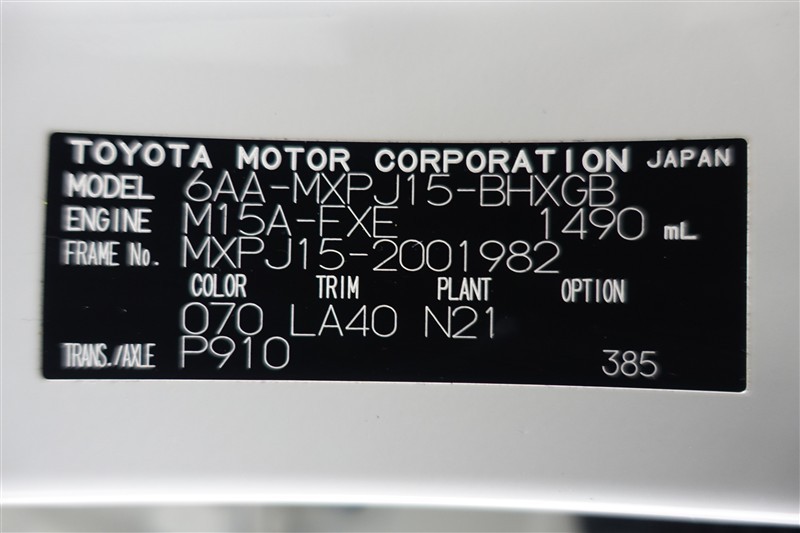 TOYOTA MOTOR CORPORATION JAPAN
MODEL 6AA-MXPJ15-BHXGB
ENGINE M15A-FXE 1490 mL
FRAME No. MXPJ15-2001982
COLOR TRIM PLANT OPTION
070 LA40 N21
TRANS./AXLE P910 385